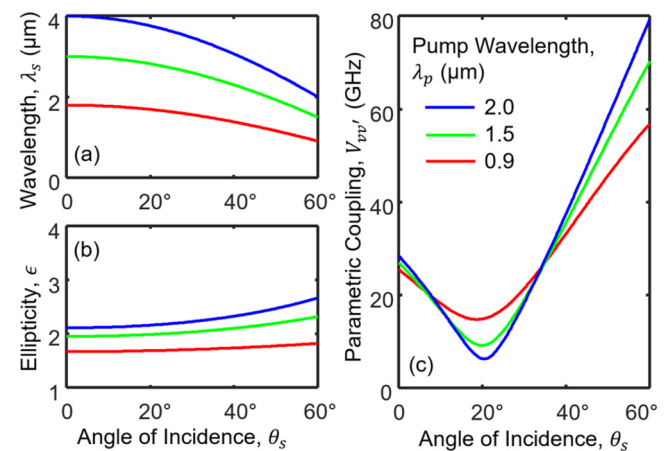 4
2
0
Wavelength, λs (μm)
(a)
0
20°
40°
60°
4
3
2
1
Ellipticity, ϵ
(b)
0
20°
40°
60°
Angle of Incidence, θs
80
60
40
20
0
Parametric Coupling, Vνν′ (GHz)
Pump Wavelength,
λp (μm)
2.0
1.5
0.9
(c)
0
20°
40°
60°
Angle of Incidence, θs